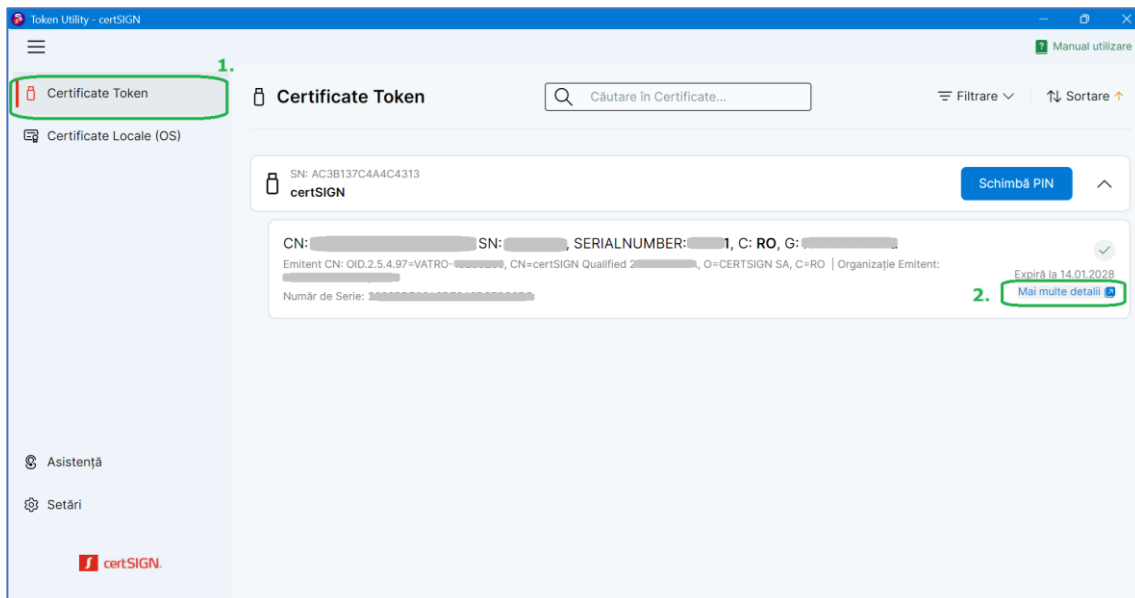 Token Utility - certSIGN
Manual utilizare
1.
Certificate Token
Certificate Locale (OS)
Certificate Token
Căutare în Certificate...
Filtrare
Sortare
SN: AC3B137C4A4C4313
certSIGN
Schimbă PIN
CN: SN: , SERIALNUMBER: 1, C: RO, G:
Emitent CN: OID.2.5.4.97=VATRO- , CN=certSIGN Qualified 2 , O=CERTSIGN SA, C=RO | Organizație Emitent:
Număr de Serie:
Expiră la 14.01.2028
2.
Mai multe detalii
Asistență
Setări
certSIGN.